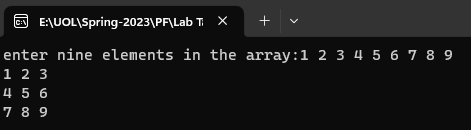 E:\UOL\Spring-2023\PF\Lab T
enter nine elements in the array:1 2 3 4 5 6 7 8 9
1 2 3
4 5 6
7 8 9